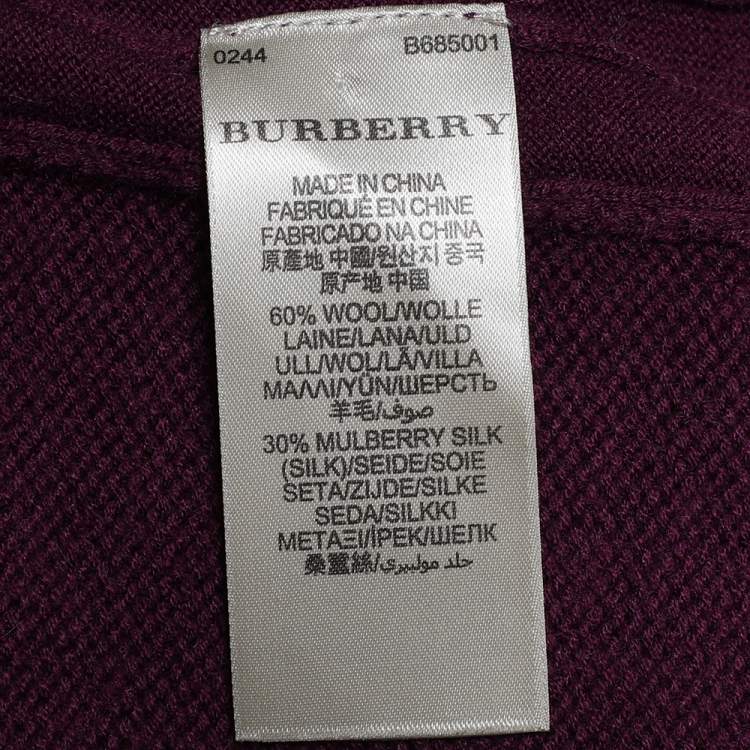 0244 B685001
BURBERRY
MADE IN CHINA
FABRIQUÉ EN CHINE
FABRICADO NA CHINA
原產地 中國/원산지 중국
原产地 中国
60% WOOL/WOLLE
LAINE/LANA/ULD
ULL/WOL/LÃ/VILLA
ΜΑΛΛΙ/YÜN/ШЕРСТЬ
羊毛/صوف
30% MULBERRY SILK
(SILK)/SEIDE/SOIE
SETA/ZIJDE/SILKE
SEDA/SILKKI
ΜΕΤΑΞΙ/İPEK/ШЕЛК
桑蠶絲/جلد موليبري